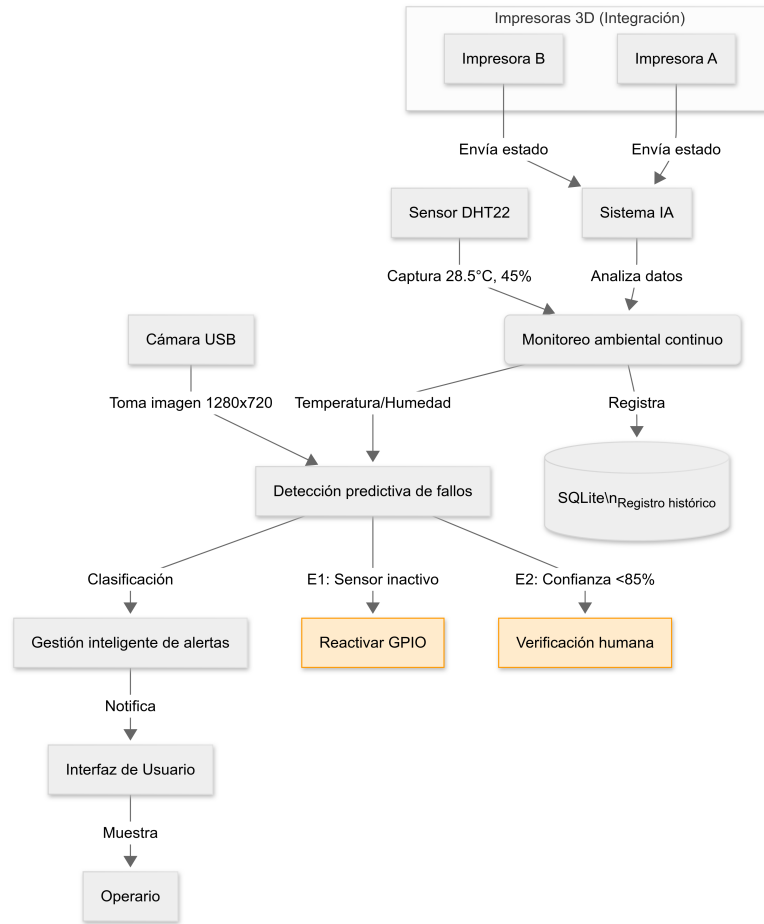 Impresoras 3D (Integración)
Impresora B
Impresora A
Envía estado
Envía estado
Sensor DHT22
Sistema IA
Captura 28.5°C, 45%
Analiza datos
Cámara USB
Monitoreo ambiental continuo
Toma imagen 1280x720
Temperatura/Humedad
Registra
Detección predictiva de fallos
SQLite\nRegistro histórico
Clasificación
E1: Sensor inactivo
E2: Confianza <85%
Gestión inteligente de alertas
Reactivar GPIO
Verificación humana
Notifica
Interfaz de Usuario
Muestra
Operario